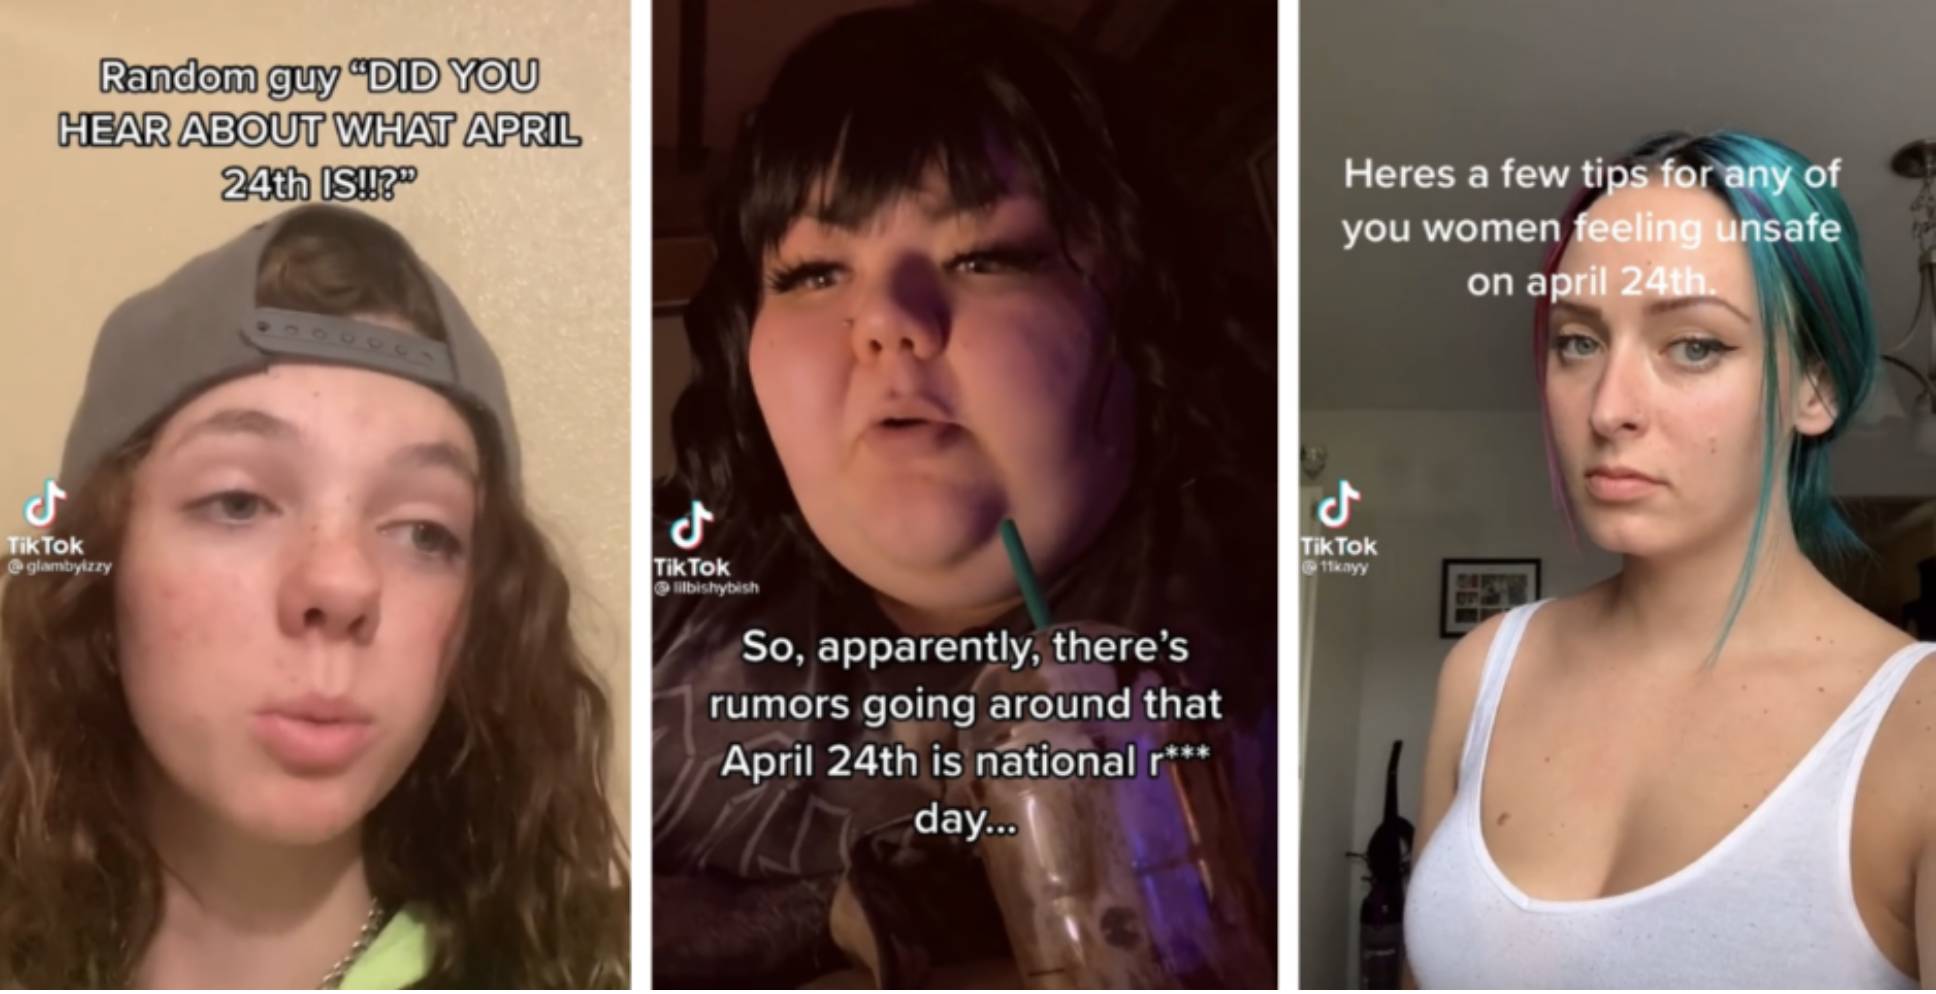 Random guy “DID YOU
HEAR ABOUT WHAT APRIL
24th IS!!?”
TikTok
@glambyizzy
TikTok
@lilbishybish
So, apparently, there’s
rumors going around that
April 24th is national r***
day...
Heres a few tips for any of
you women feeling unsafe
on april 24th.
TikTok
@11kayy